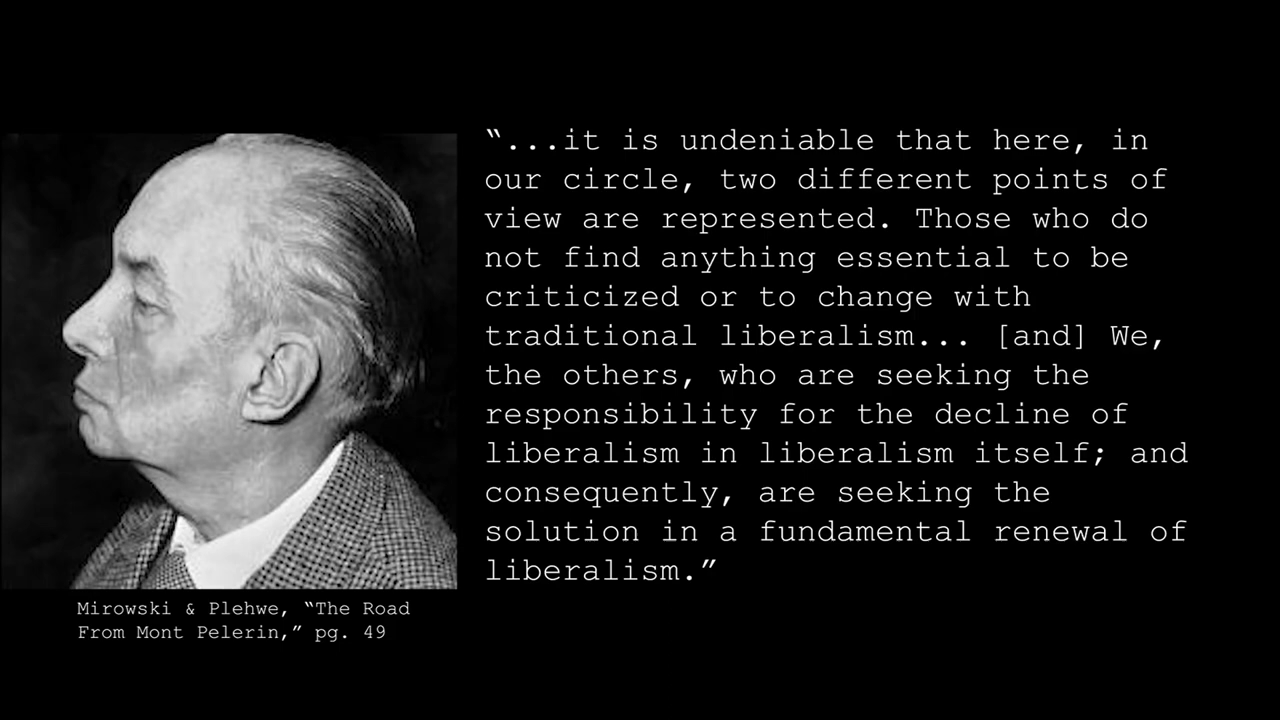 “...it is undeniable that here, in
our circle, two different points of
view are represented. Those who do
not find anything essential to be
criticized or to change with
traditional liberalism... [and] We,
the others, who are seeking the
responsibility for the decline of
liberalism in liberalism itself; and
consequently, are seeking the
solution in a fundamental renewal of
liberalism.”
Mirowski & Plehwe, “The Road
From Mont Pelerin,” pg. 49